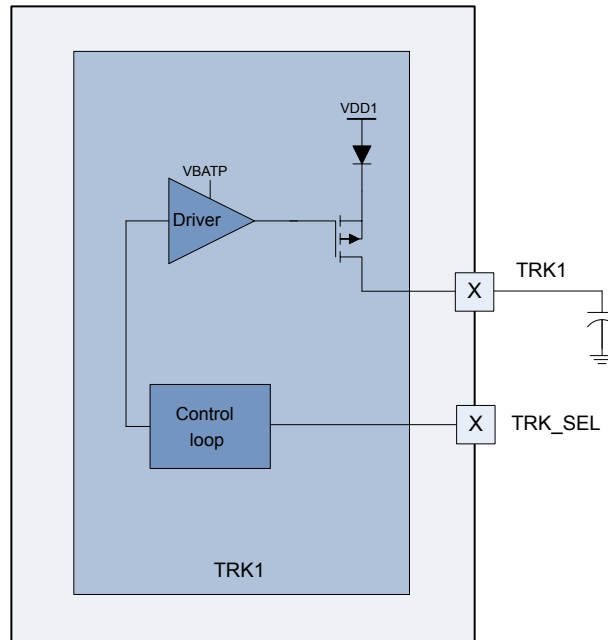 VDD1
VBATP
Driver
X
TRK1
Control
loop
X
TRK_SEL
TRK1